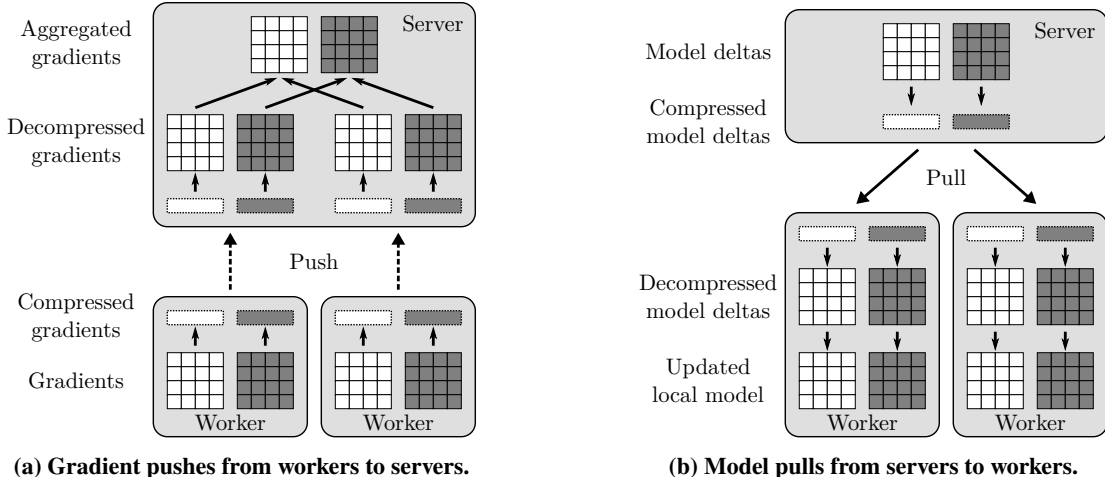 Aggregated
gradients
Server
Decompressed
gradients
Push
Compressed
gradients
Gradients
Worker
Worker
(a) Gradient pushes from workers to servers.
Server
Model deltas
Compressed
model deltas
Pull
Decompressed
model deltas
Updated
local model
Worker
Worker
(b) Model pulls from servers to workers.